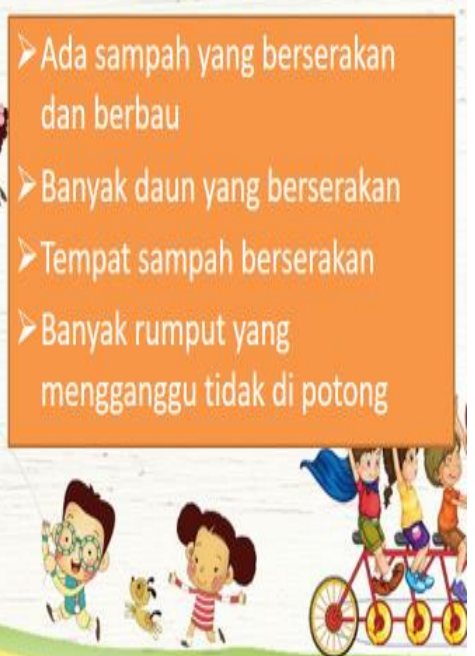 ➢Ada sampah yang berserakan
dan berbau
➢Banyak daun yang berserakan
➢Tempat sampah berserakan
➢Banyak rumput yang
mengganggu tidak di potong